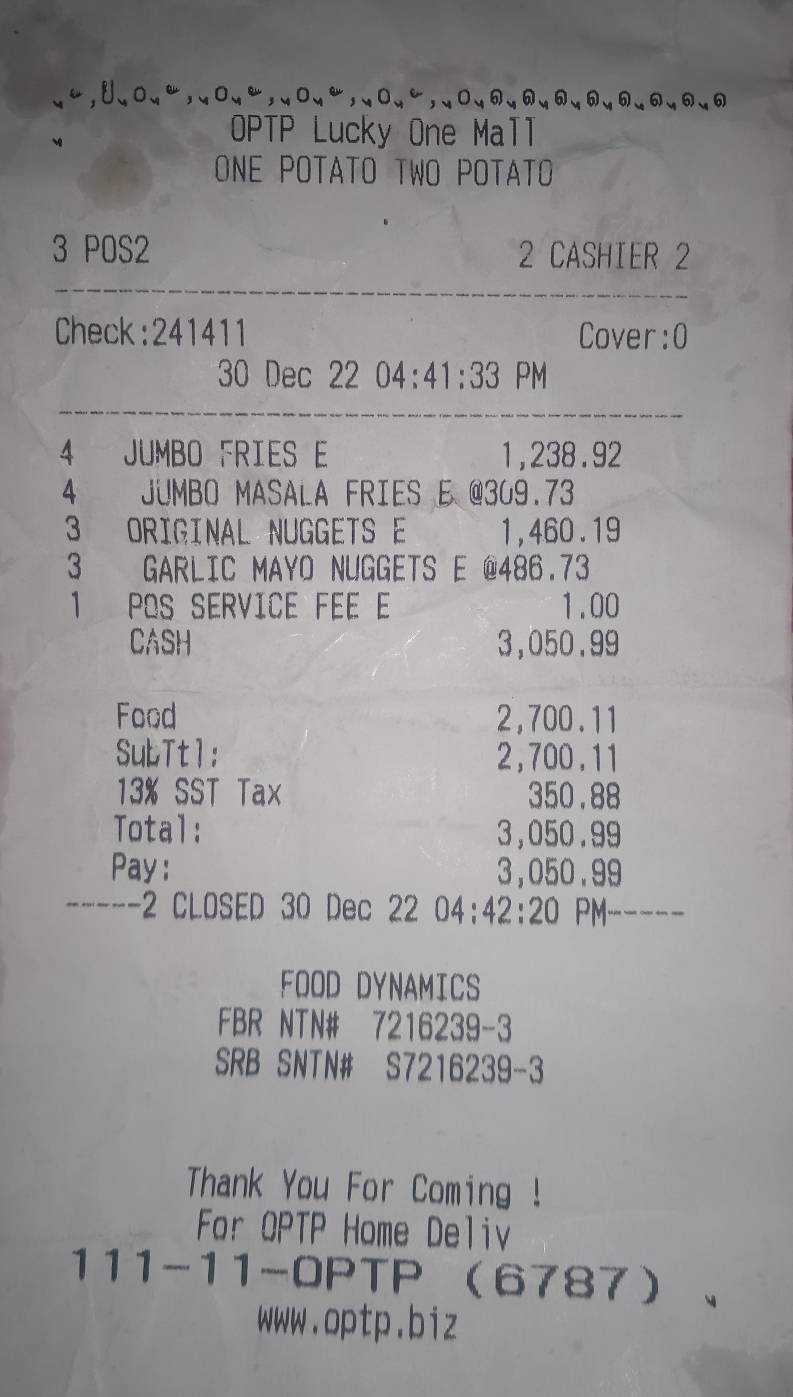 OPTP Lucky One Mall
ONE POTATO TWO POTATO
3 POS2 2 CASHIER 2
Check:241411 Cover:0
30 Dec 22 04:41:33 PM
4 JUMBO FRIES E 1,238.92
4 JUMBO MASALA FRIES E @309.73
3 ORIGINAL NUGGETS E 1,460.19
3 GARLIC MAYO NUGGETS E @486.73
1 POS SERVICE FEE E 1.00
CASH 3,050.99
Food 2,700.11
SubTtl: 2,700.11
13% SST Tax 350.88
Total: 3,050.99
Pay: 3,050.99
-----2 CLOSED 30 Dec 22 04:42:20 PM-----
FOOD DYNAMICS
FBR NTN# 7216239-3
SRB SNTN# S7216239-3
Thank You For Coming !
For OPTP Home Deliv
111-11-OPTP (6787)
www.optp.biz